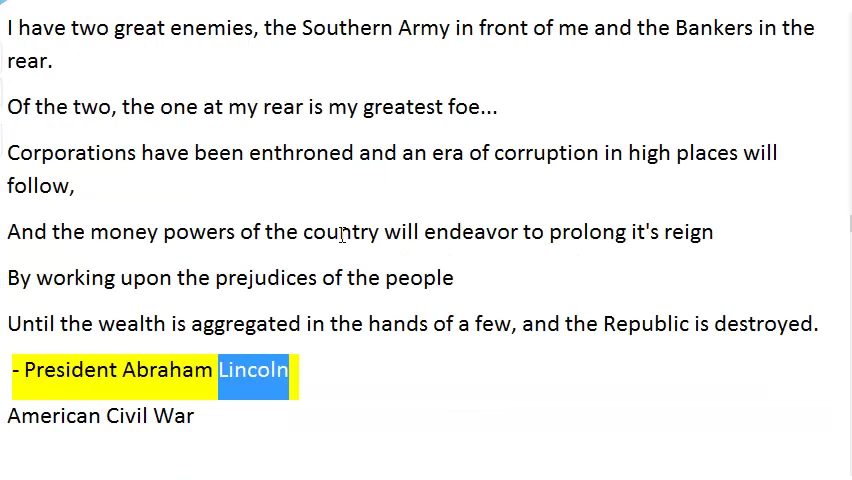 I have two great enemies, the Southern Army in front of me and the Bankers in the
rear.
Of the two, the one at my rear is my greatest foe...
Corporations have been enthroned and an era of corruption in high places will
follow,
And the money powers of the country will endeavor to prolong it's reign
By working upon the prejudices of the people
Until the wealth is aggregated in the hands of a few, and the Republic is destroyed.
- President Abraham Lincoln
American Civil War